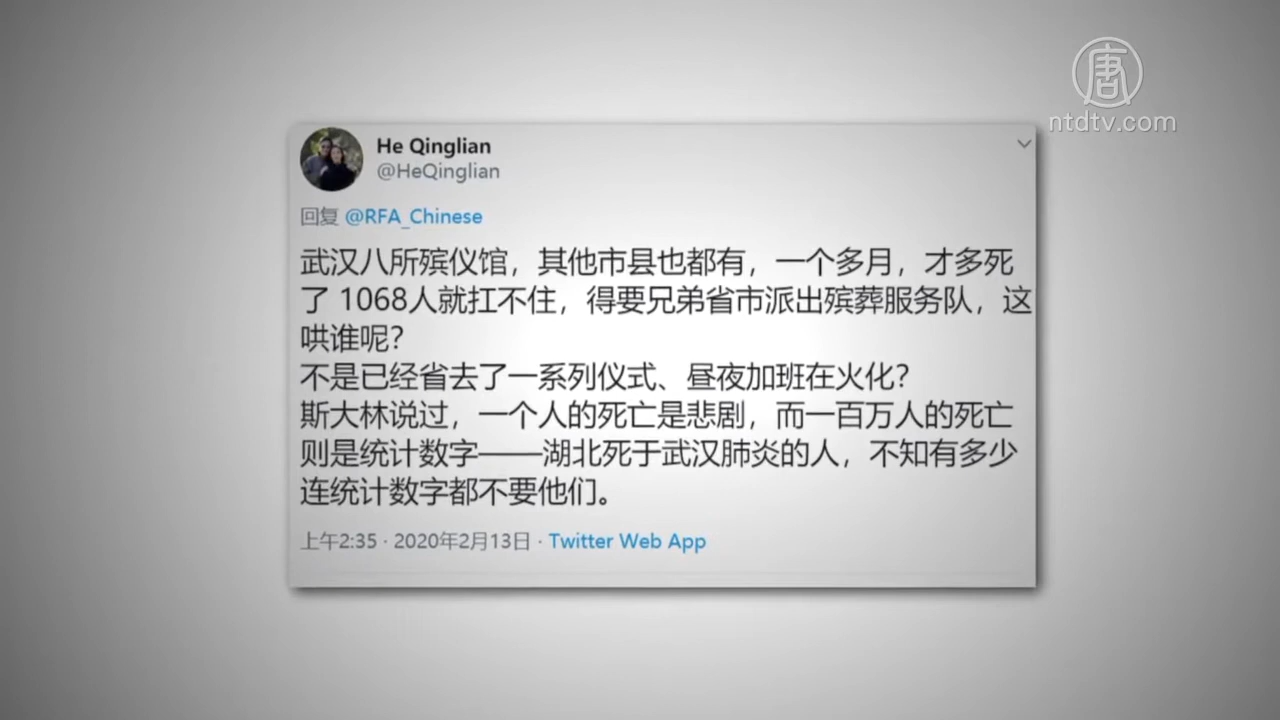 唐
ntdtv.com
He Qinglian
@HeQinglian
回复 @RFA_Chinese
武汉八所殡仪馆，其他市县也都有，一个多月，才多死
了 1068人就扛不住，得要兄弟省市派出殡葬服务队，这
哄谁呢？
不是已经省去了一系列仪式、昼夜加班在火化？
斯大林说过，一个人的死亡是悲剧，而一百万人的死亡
则是统计数字——湖北死于武汉肺炎的人，不知有多少
连统计数字都不要他们。
上午2:35 · 2020年2月13日 · Twitter Web App